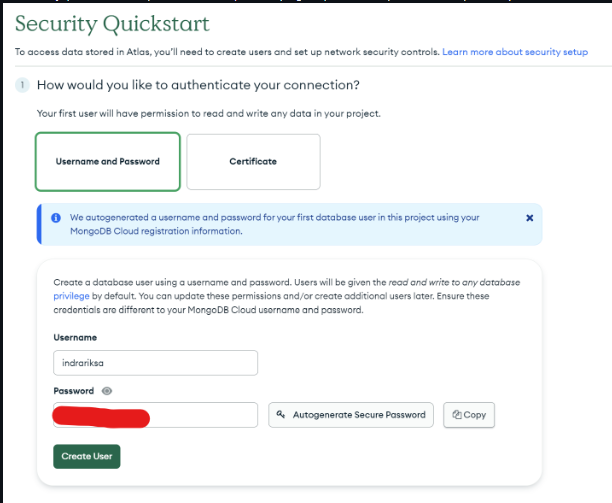 Security Quickstart
To access data stored in Atlas, you'll need to create users and set up network security controls. Learn more about security setup
1 How would you like to authenticate your connection?
Your first user will have permission to read and write any data in your project.
Username and Password
Certificate
We autogenerated a username and password for your first database user in this project using your
MongoDB Cloud registration information.
Create a database user using a username and password. Users will be given the read and write to any database
privilege by default. You can update these permissions and/or create additional users later. Ensure these
credentials are different to your MongoDB Cloud username and password.
Username
indrariksa
Password
Autogenerate Secure Password
Copy
Create User